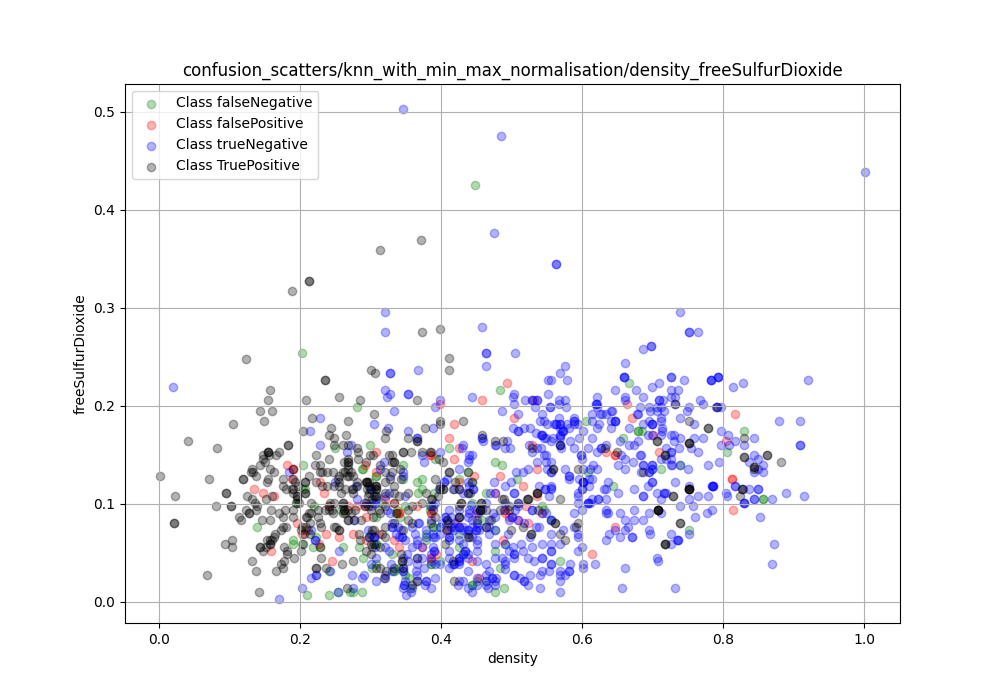 confusion_scatters/knn_with_min_max_normalisation/density_freeSulfurDioxide
Class falseNegative
Class falsePositive
Class trueNegative
Class TruePositive
freeSulfurDioxide
0.5
0.4
0.3
0.2
0.1
0.0
0.0 0.2 0.4 0.6 0.8 1.0
density